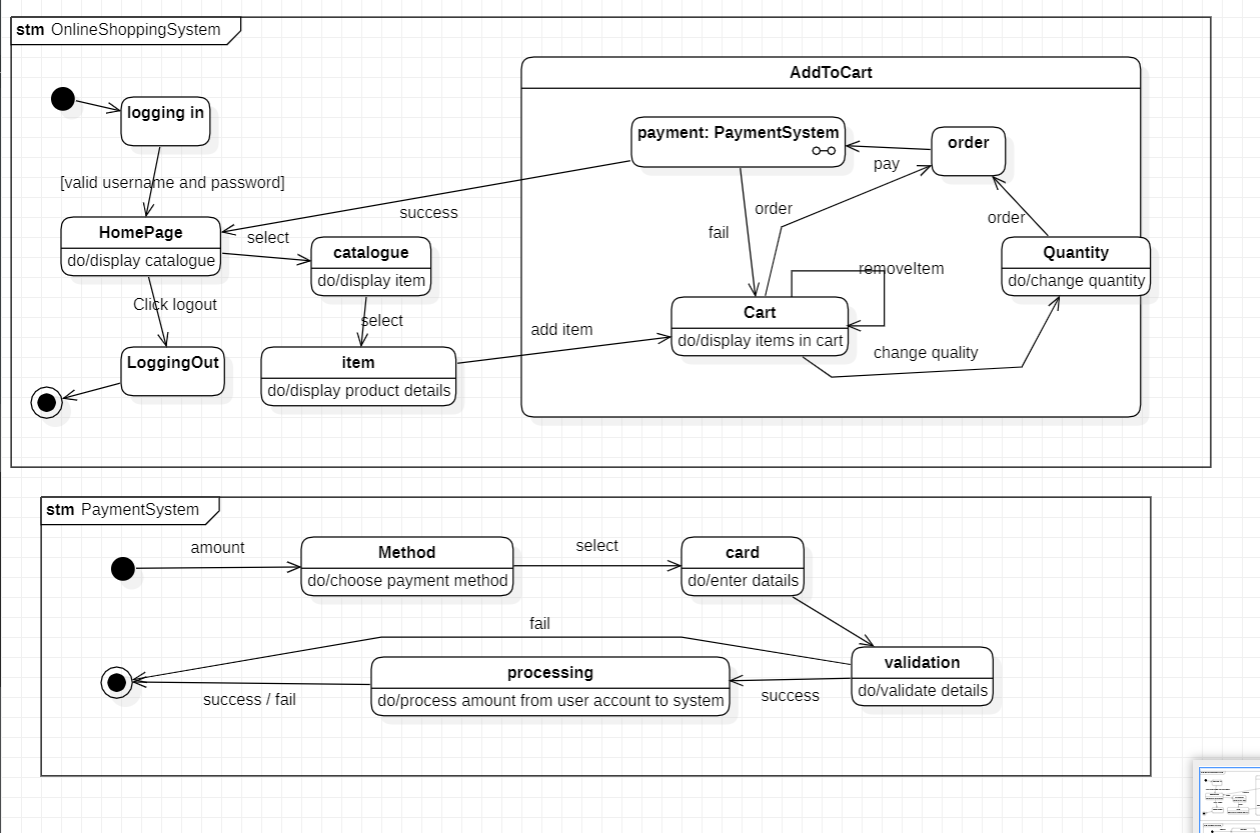 stm OnlineShoppingSystem
AddToCart
logging in
payment: PaymentSystem
order
pay
[valid username and password]
success
order
fail
order
HomePage
do/display catalogue
select
catalogue
do/display item
Quantity
do/change quantity
removeItem
Click logout
select
add item
Cart
do/display items in cart
change quality
LoggingOut
item
do/display product details
stm PaymentSystem
amount
Method
do/choose payment method
select
card
do/enter datails
fail
validation
do/validate details
processing
do/process amount from user account to system
success
success / fail